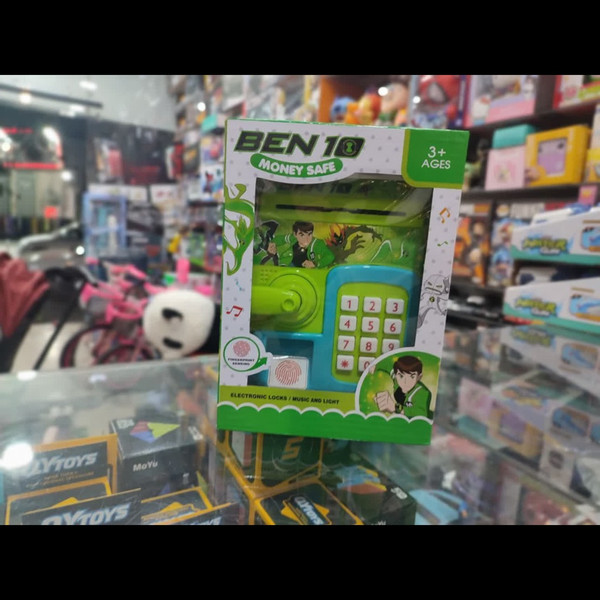 BEN 10
MONEY SAFE
3+
AGES
1 2 3
4 5 6
7 8 9
FINGERPRINT
ELECTRONIC LOCKS / MUSIC AND LIGHT
QYTOYS
MoYu
QYTOYS